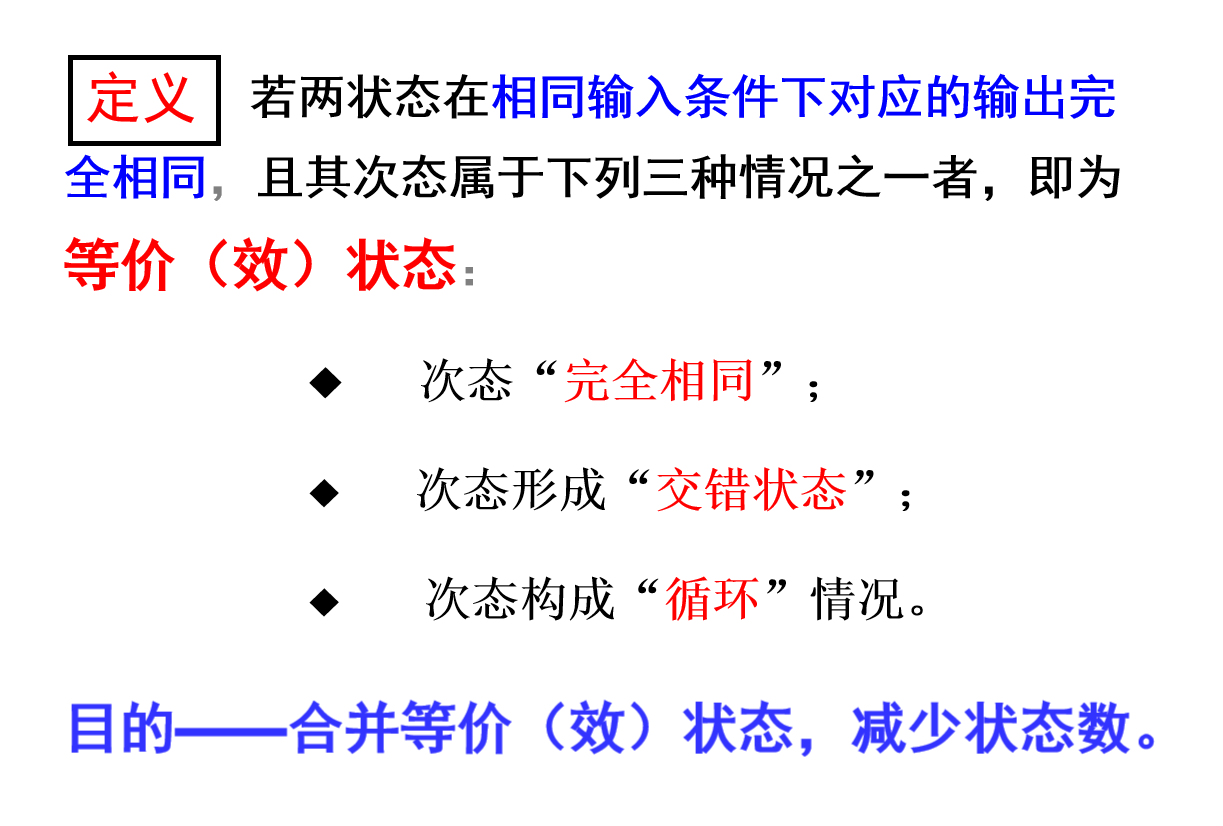 定义 若两状态在相同输入条件下对应的输出完
全相同，且其次态属于下列三种情况之一者，即为
等价（效）状态：
◆ 次态“完全相同”；
◆ 次态形成“交错状态”；
◆ 次态构成“循环”情况。
目的——合并等价（效）状态，减少状态数。